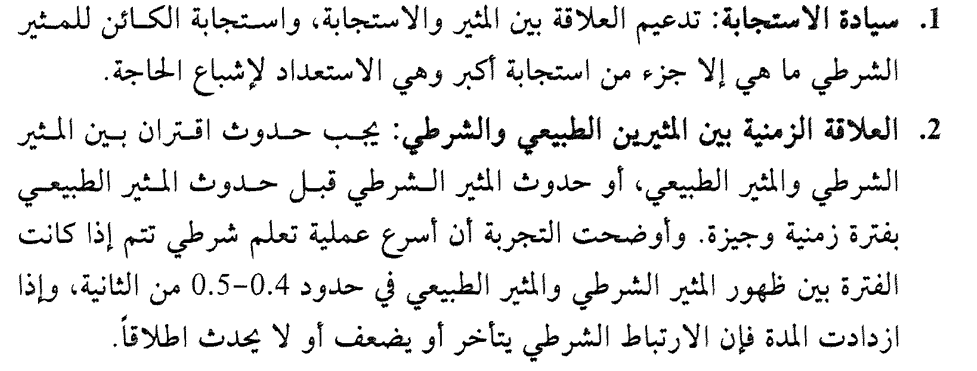 1. سيادة الاستجابة: تدعيم العلاقة بين المثير والاستجابة، واستجابة الكائن للمثير
الشرطي ما هي إلا جزء من استجابة أكبر وهي الاستعداد لإشباع الحاجة.
2. العلاقة الزمنية بين المثيرين الطبيعي والشرطي: يجب حدوث اقتران بين المثير
الشرطي والمثير الطبيعي، أو حدوث المثير الشرطي قبل حدوث المثير الطبيعي
بفترة زمنية وجيزة. وأوضحت التجربة أن أسرع عملية تعلم شرطي تتم إذا كانت
الفترة بين ظهور المثير الشرطي والمثير الطبيعي في حدود 0.4-0.5 من الثانية، وإذا
ازدادت المدة فإن الارتباط الشرطي يتأخر أو يضعف أو لا يحدث اطلاقاً.